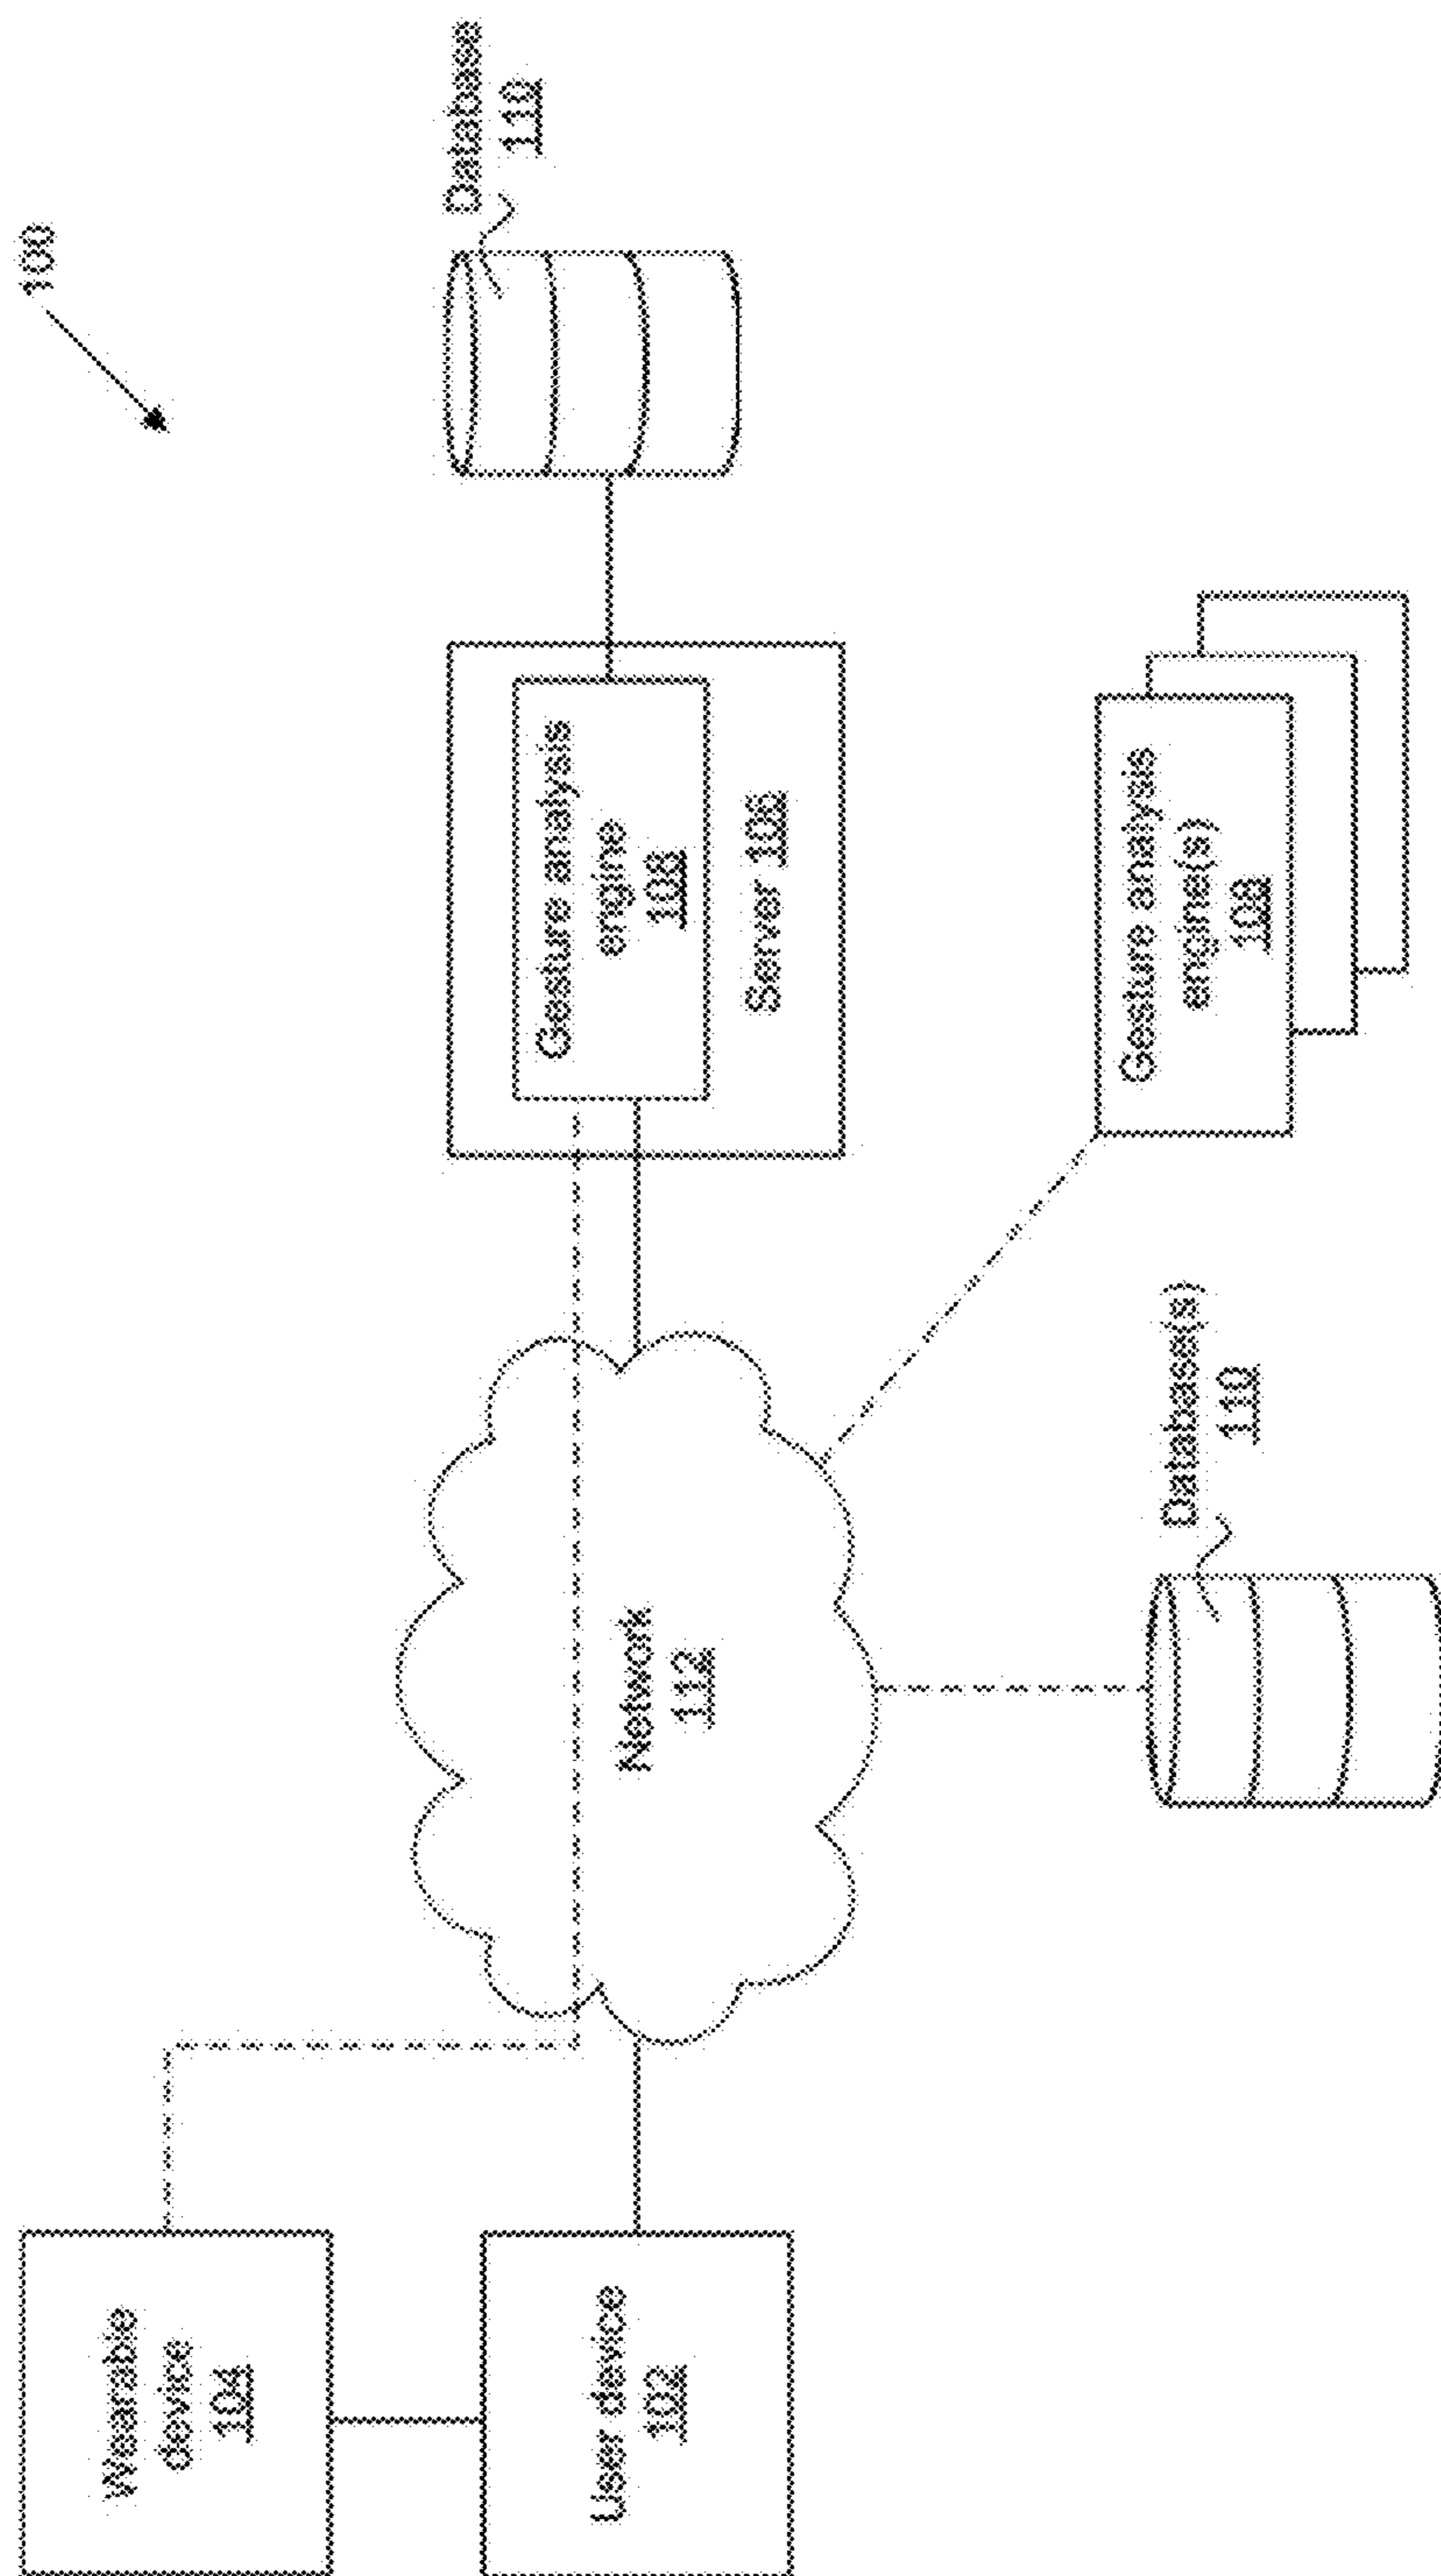 100
Wearable
device
104
User device
102
Network
112
Gesture analysis
engine
108
Server 106
Database
110
Database(s)
110
Gesture analysis
engine(s)
108